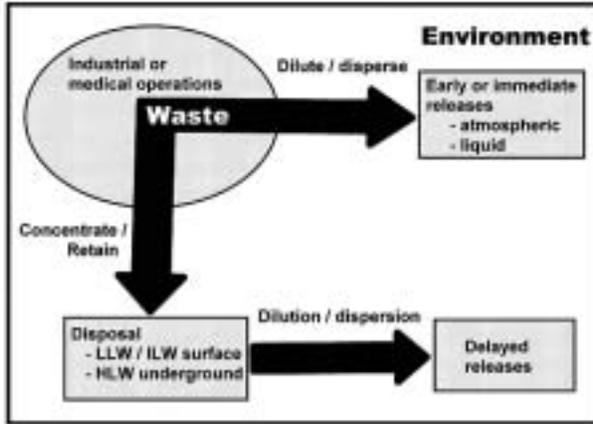 Environment
Industrial or
medical operations
Dilute / disperse
Early or immediate
releases
- atmospheric
- liquid
Waste
Concentrate /
Retain
Dilution / dispersion
Disposal
- LLW / ILW surface
- HLW underground
Delayed
releases